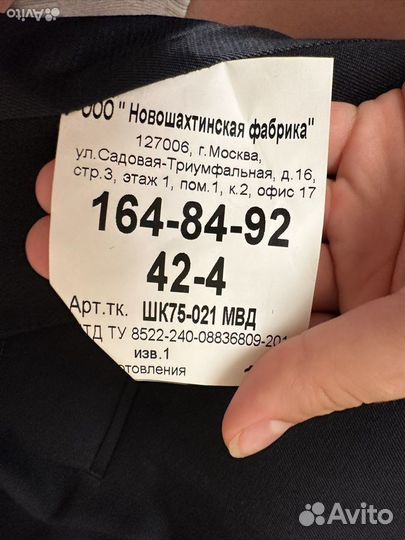 Avito
ООО " Новошахтинская фабрика"
127006, г.Москва,
ул.Садовая-Триумфальная, д.16,
стр.3, этаж 1, пом.1, к.2, офис 17
164-84-92
42-4
Арт.тк. ШК75-021 МВД
ТУ 8522-240-08836809-201
изв.1
Avito